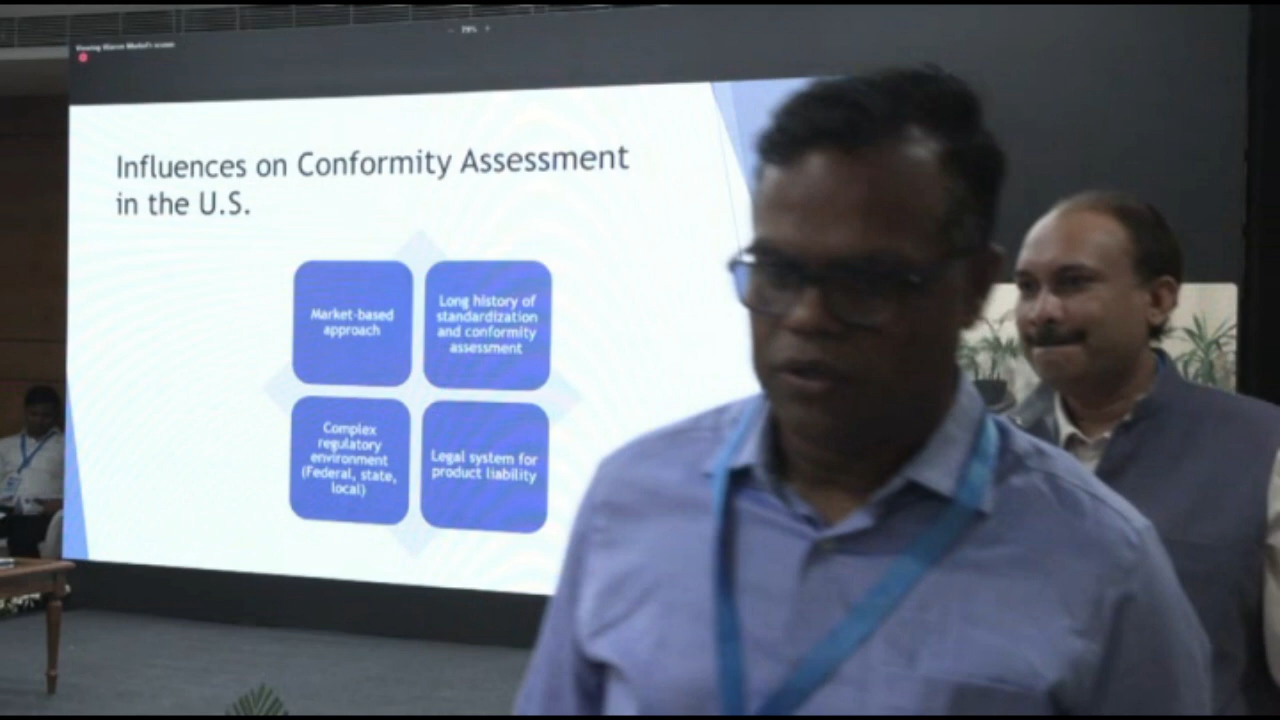 79%
Influences on Conformity Assessment
in the U.S.
Market-based
approach
Long history of
standardization
and conformity
assessment
Complex
regulatory
environment
(Federal, state,
local)
Legal system for
product liability